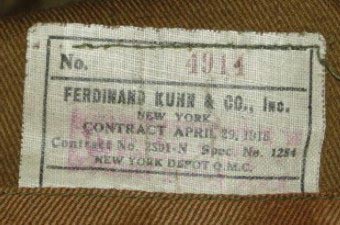 No. 4914
FERDINAND KUHN & CO., Inc.
NEW YORK
CONTRACT APRIL 29, 1918
Contract No. 2591-N Spec. No. 1284
NEW YORK DEPOT Q.M.C.